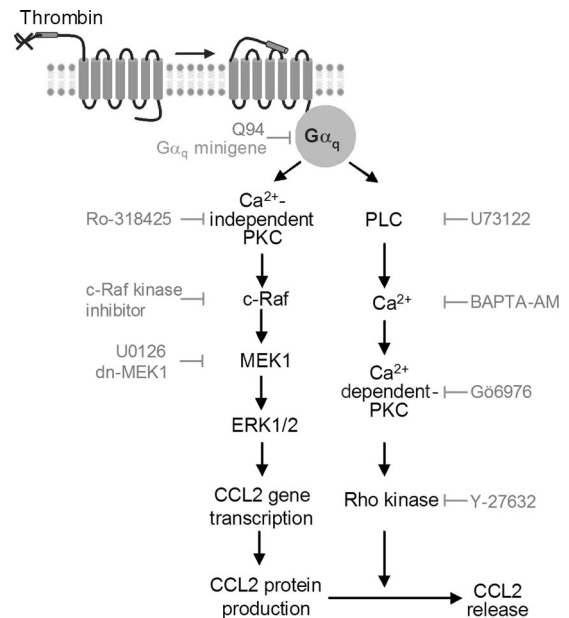 Thrombin
Q94
Gαq minigene
Gαq
Ro-318425
Ca2+-
independent
PKC
PLC
U73122
c-Raf kinase
inhibitor
c-Raf
Ca2+
BAPTA-AM
U0126
dn-MEK1
MEK1
Ca2+
dependent-
PKC
Gö6976
ERK1/2
CCL2 gene
transcription
Rho kinase
Y-27632
CCL2 protein
production
CCL2
release